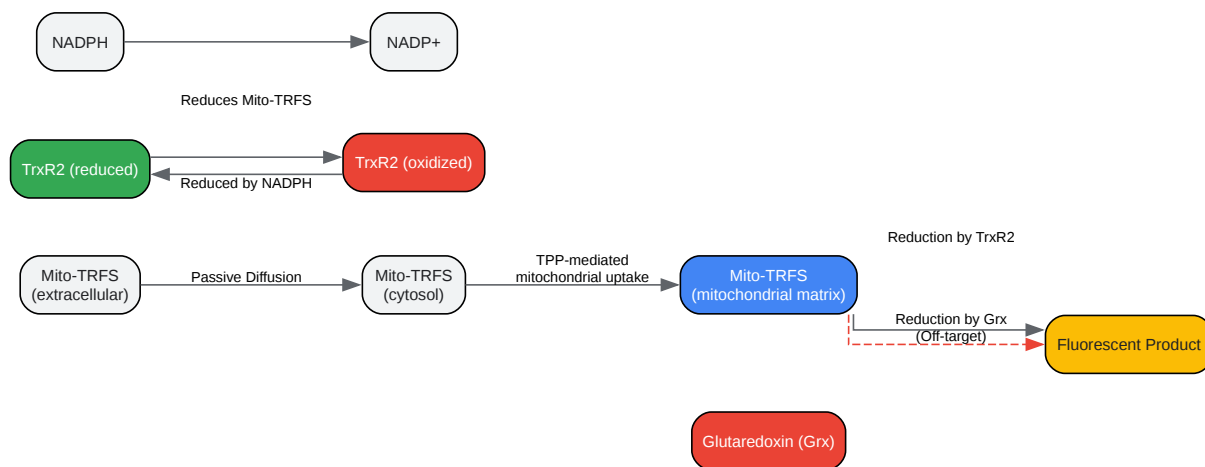 NADPH
NADP+
Reduces Mito-TRFS
TrxR2 (reduced)
TrxR2 (oxidized)
Reduced by NADPH
Reduction by TrxR2
Mito-TRFS
(extracellular)
Passive Diffusion
Mito-TRFS
(cytosol)
TPP-mediated
mitochondrial uptake
Mito-TRFS
(mitochondrial matrix)
Reduction by Grx
(Off-target)
Fluorescent Product
Glutaredoxin (Grx)